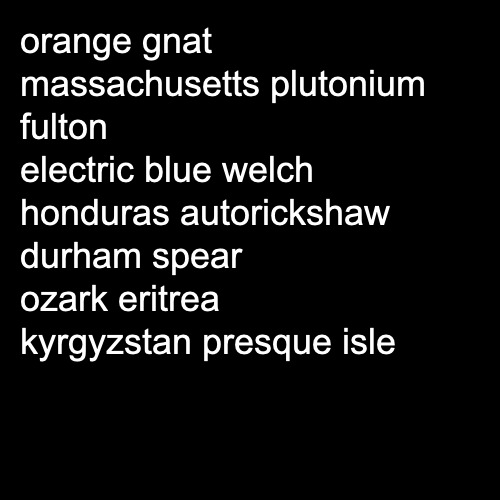 orange gnat
massachusetts plutonium
fulton
electric blue welch
honduras autorickshaw
durham spear
ozark eritrea
kyrgyzstan presque isle